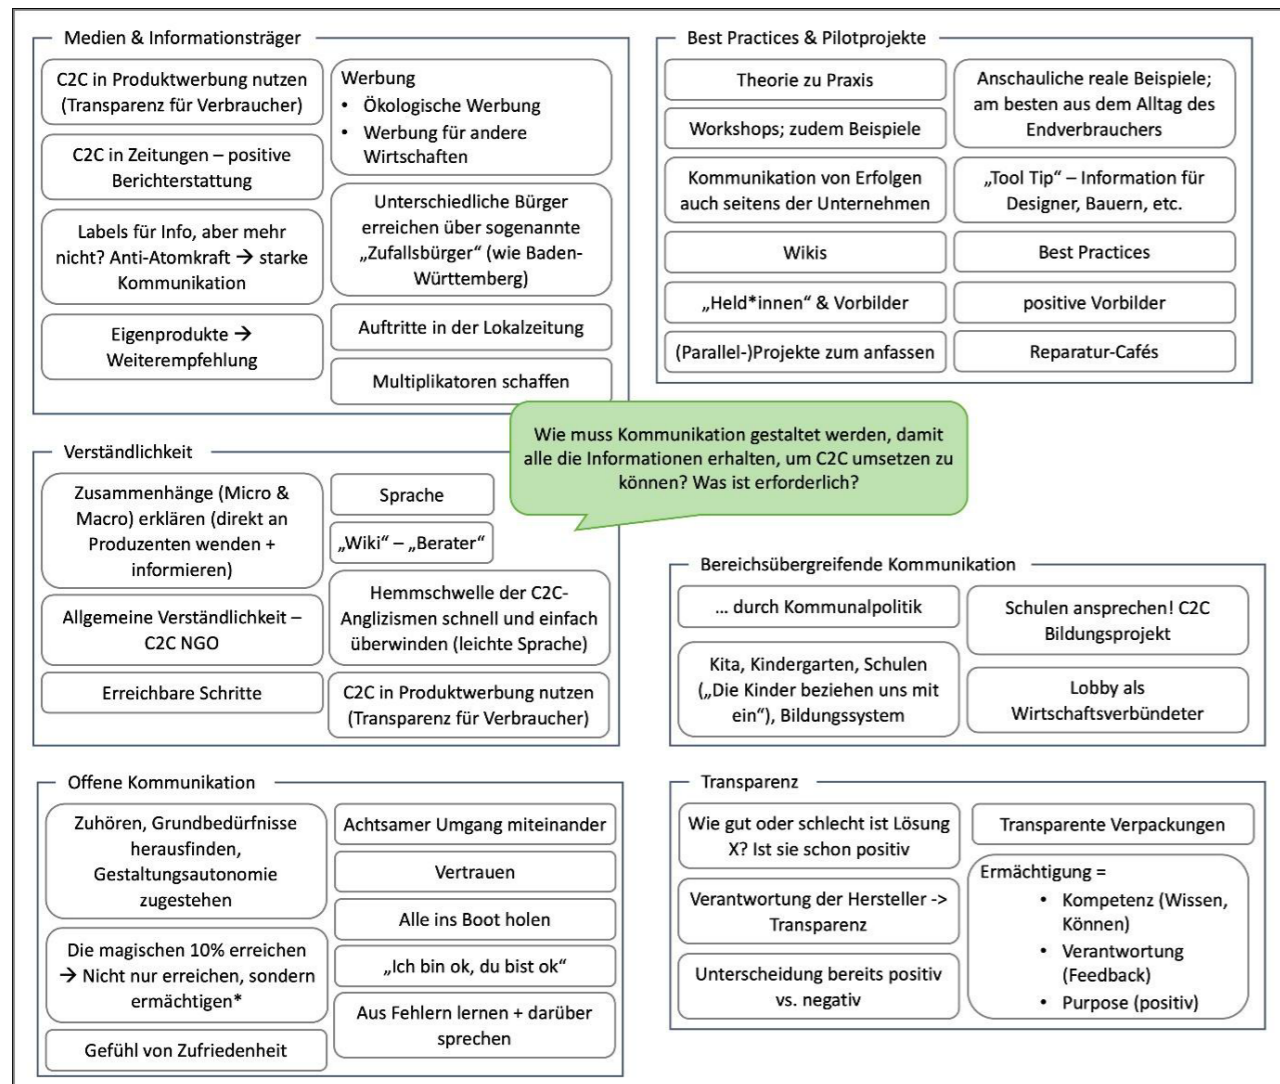 Medien & Informationsträger
C2C in Produktwerbung nutzen
(Transparenz für Verbraucher)
C2C in Zeitungen – positive
Berichterstattung
Labels für Info, aber mehr
nicht? Anti-Atomkraft → starke
Kommunikation
Eigenprodukte →
Weiterempfehlung
Werbung
• Ökologische Werbung
• Werbung für andere
Wirtschaften
Unterschiedliche Bürger
erreichen über sogenannte
„Zufallsbürger“ (wie Baden-
Württemberg)
Auftritte in der Lokalzeitung
Multiplikatoren schaffen
Best Practices & Pilotprojekte
Theorie zu Praxis
Workshops; zudem Beispiele
Kommunikation von Erfolgen
auch seitens der Unternehmen
Wikis
„Held*innen“ & Vorbilder
(Parallel-)Projekte zum anfassen
Anschauliche reale Beispiele;
am besten aus dem Alltag des
Endverbrauchers
„Tool Tip“ – Information für
Designer, Bauern, etc.
Best Practices
positive Vorbilder
Reparatur-Cafés
Wie muss Kommunikation gestaltet werden, damit
alle die Informationen erhalten, um C2C umsetzen zu
können? Was ist erforderlich?
Verständlichkeit
Zusammenhänge (Micro &
Macro) erklären (direkt an
Produzenten wenden +
informieren)
Allgemeine Verständlichkeit –
C2C NGO
Erreichbare Schritte
Sprache
„Wiki“ – „Berater“
Hemmschwelle der C2C-
Anglizismen schnell und einfach
überwinden (leichte Sprache)
C2C in Produktwerbung nutzen
(Transparenz für Verbraucher)
Bereichsübergreifende Kommunikation
... durch Kommunalpolitik
Kita, Kindergarten, Schulen
(„Die Kinder beziehen uns mit
ein“), Bildungssystem
Schulen ansprechen! C2C
Bildungsprojekt
Lobby als
Wirtschaftsverbündeter
Offene Kommunikation
Zuhören, Grundbedürfnisse
herausfinden,
Gestaltungsautonomie
zugestehen
Die magischen 10% erreichen
→ Nicht nur erreichen, sondern
ermächtigen*
Gefühl von Zufriedenheit
Achtsamer Umgang miteinander
Vertrauen
Alle ins Boot holen
„Ich bin ok, du bist ok“
Aus Fehlern lernen + darüber
sprechen
Transparenz
Wie gut oder schlecht ist Lösung
X? Ist sie schon positiv
Verantwortung der Hersteller ->
Transparenz
Unterscheidung bereits positiv
vs. negativ
Transparente Verpackungen
Ermächtigung =
• Kompetenz (Wissen,
Können)
• Verantwortung
(Feedback)
• Purpose (positiv)